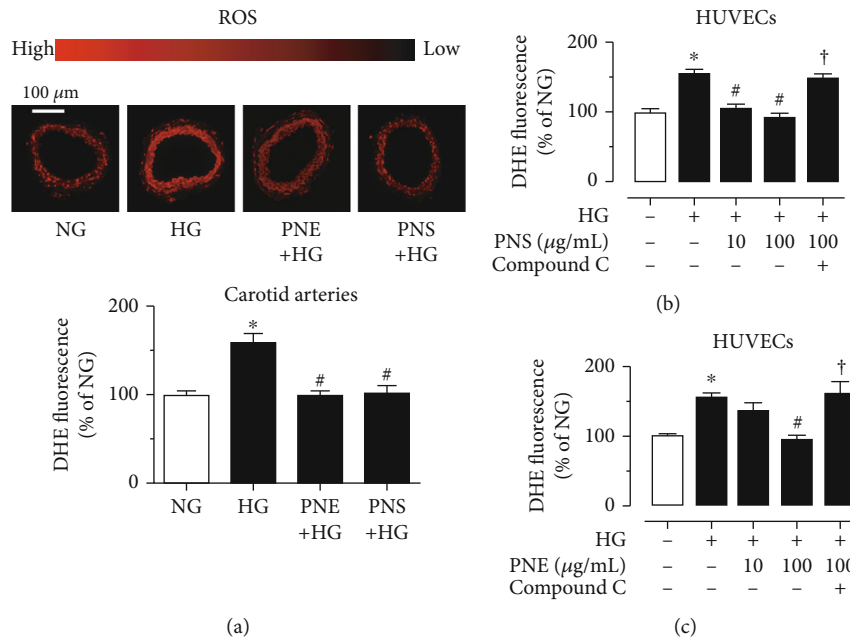 ROS
High
Low
100 μm
NG HG PNE +HG PNS +HG
Carotid arteries
DHE fluorescence
(% of NG)
200
100
0
*
#
#
NG HG PNE +HG PNS +HG
(a)
HUVECs
DHE fluorescence
(% of NG)
200
100
0
*
#
#
†
HG – + + + +
PNS (μg/mL) – – 10 100 100
Compound C – – – – +
(b)
HUVECs
DHE fluorescence
(% of NG)
200
100
0
*
#
†
HG – + + + +
PNE (μg/mL) – – 10 100 100
Compound C – – – – +
(c)